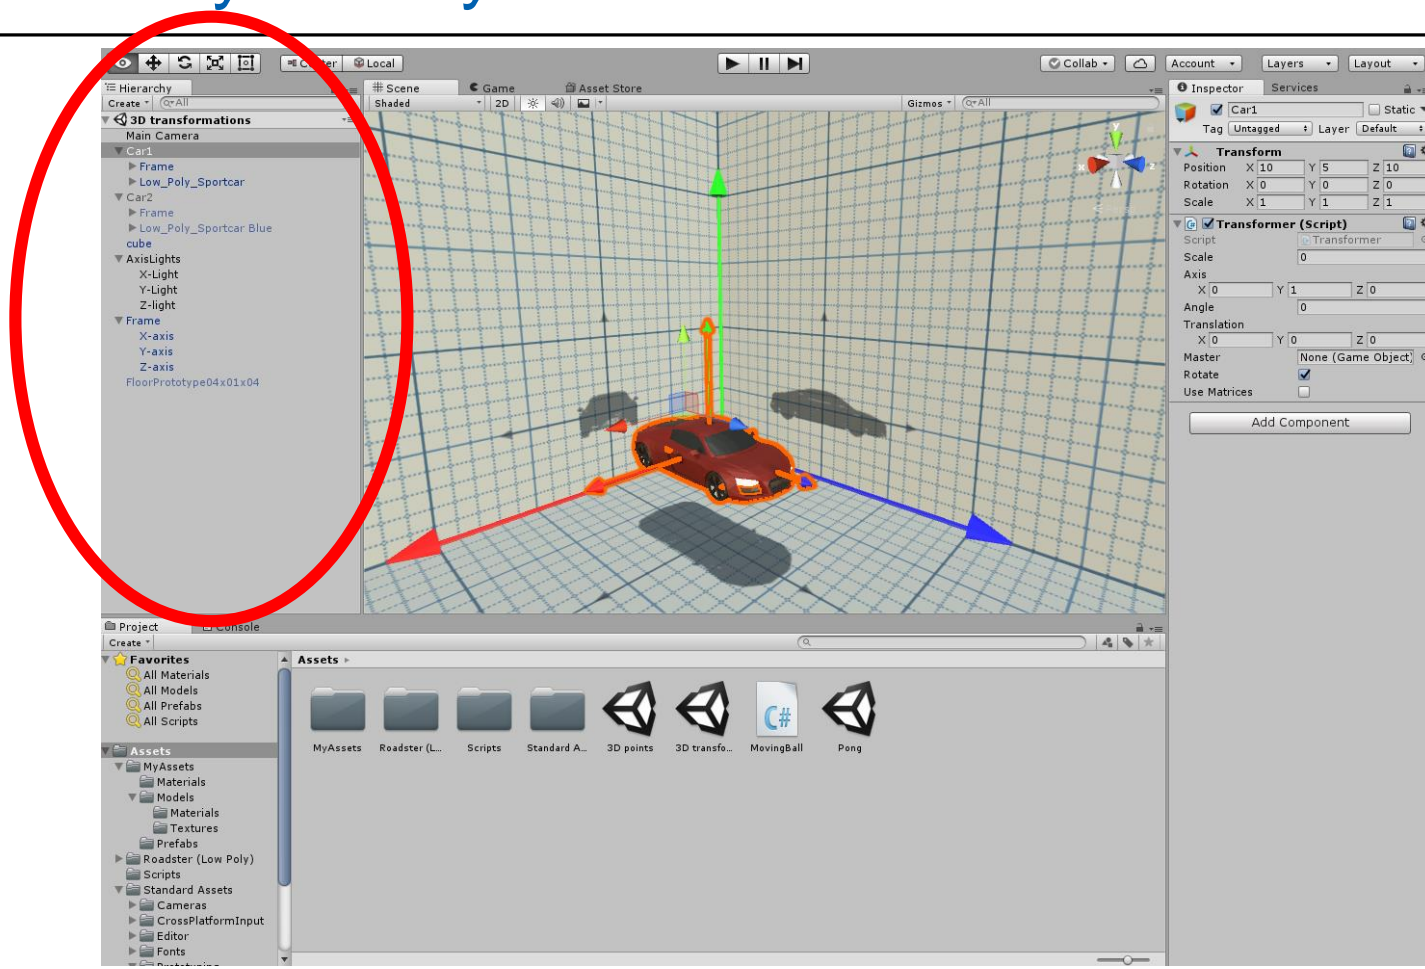 Center Local
Collab Account Layers Layout
Hierarchy
Create All
3D transformations
Main Camera
Car1
Frame
Low_Poly_Sportcar
Car2
Frame
Low_Poly_Sportcar Blue
cube
AxisLights
X-Light
Y-Light
Z-light
Frame
X-axis
Y-axis
Z-axis
FloorPrototype04x01x04
Scene Game Asset Store
Shaded 2D Gizmos All
y
x z
Inspector Services
Car1 Static
Tag Untagged Layer Default
Transform
Position X 10 Y 5 Z 10
Rotation X 0 Y 0 Z 0
Scale X 1 Y 1 Z 1
Transformer (Script)
Script Transformer
Scale 0
Axis
X 0 Y 1 Z 0
Angle 0
Translation
X 0 Y 0 Z 0
Master None (Game Object)
Rotate
Use Matrices
Add Component
Project Console
Create
Favorites
All Materials
All Models
All Prefabs
All Scripts
Assets
MyAssets
Materials
Models
Materials
Textures
Prefabs
Roadster (Low Poly)
Scripts
Standard Assets
Cameras
CrossPlatformInput
Editor
Fonts
Prototyping
Assets
MyAssets Roadster (L... Scripts Standard A... 3D points 3D transfo... MovingBall Pong
C#